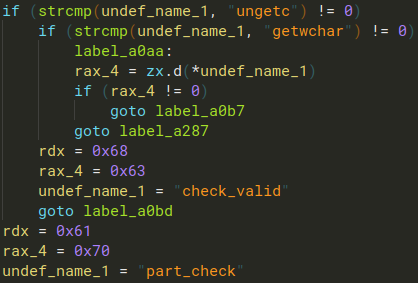 if (strcmp(undef_name_1, "ungetc") != 0)
if (strcmp(undef_name_1, "getwchar") != 0)
label_a0aa:
rax_4 = zx.d(*undef_name_1)
if (rax_4 != 0)
goto label_a0b7
goto label_a287
rdx = 0x68
rax_4 = 0x63
undef_name_1 = "check_valid"
goto label_a0bd
rdx = 0x61
rax_4 = 0x70
undef_name_1 = "part_check"